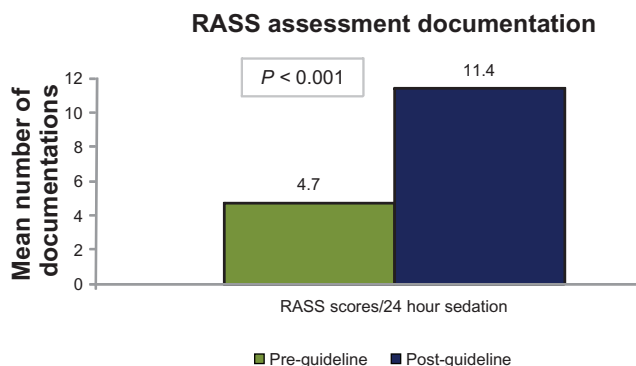 RASS assessment documentation
Mean number of
documentations
12
10
8
6
4
2
0
P < 0.001
4.7
11.4
RASS scores/24 hour sedation
Pre-guideline
Post-guideline